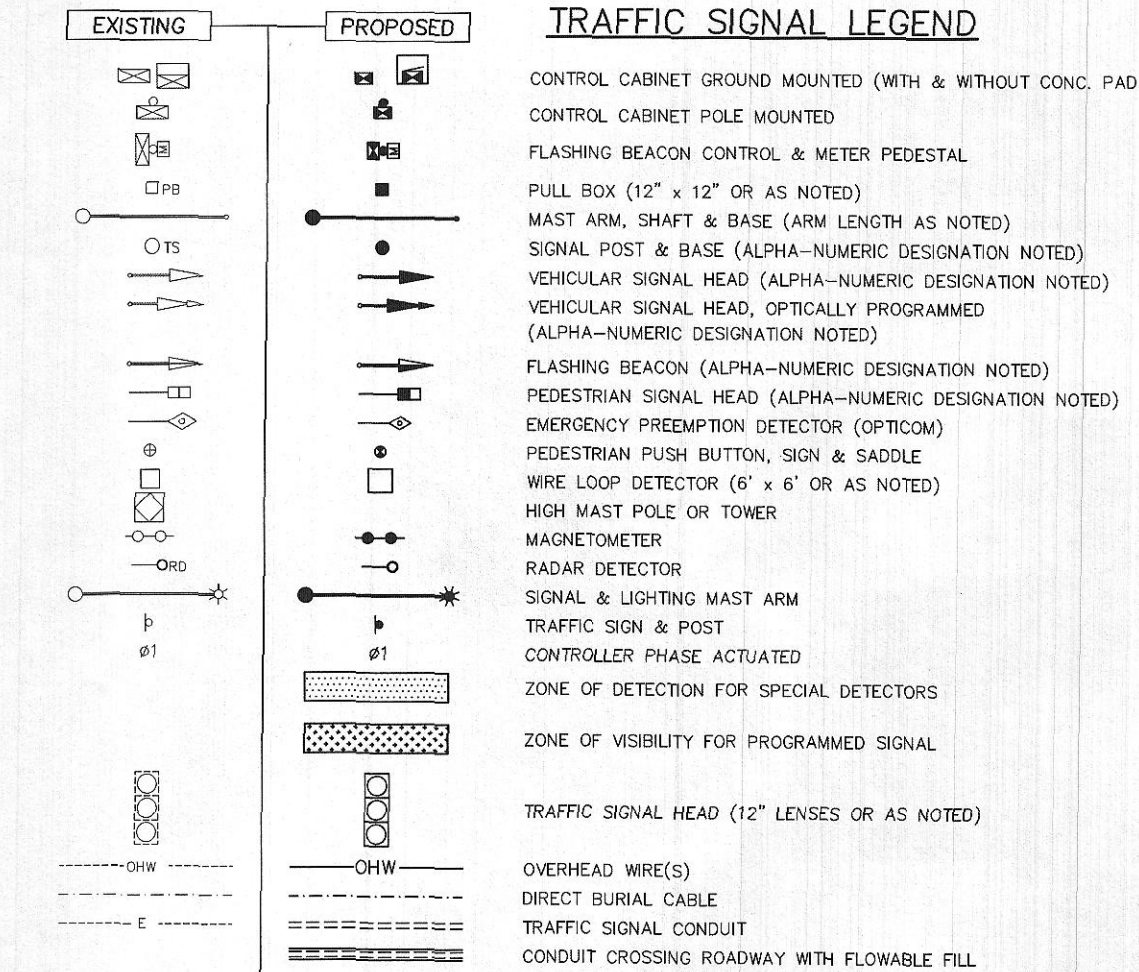 EXISTING PROPOSED TRAFFIC SIGNAL LEGEND
CONTROL CABINET GROUND MOUNTED (WITH & WITHOUT CONC. PAD
CONTROL CABINET POLE MOUNTED
FLASHING BEACON CONTROL & METER PEDESTAL
PB PULL BOX (12" x 12" OR AS NOTED)
MAST ARM, SHAFT & BASE (ARM LENGTH AS NOTED)
TS SIGNAL POST & BASE (ALPHA-NUMERIC DESIGNATION NOTED)
VEHICULAR SIGNAL HEAD (ALPHA-NUMERIC DESIGNATION NOTED)
VEHICULAR SIGNAL HEAD, OPTICALLY PROGRAMMED
(ALPHA-NUMERIC DESIGNATION NOTED)
FLASHING BEACON (ALPHA-NUMERIC DESIGNATION NOTED)
PEDESTRIAN SIGNAL HEAD (ALPHA-NUMERIC DESIGNATION NOTED)
EMERGENCY PREEMPTION DETECTOR (OPTICOM)
PEDESTRIAN PUSH BUTTON, SIGN & SADDLE
WIRE LOOP DETECTOR (6' x 6' OR AS NOTED)
HIGH MAST POLE OR TOWER
MAGNETOMETER
RD RADAR DETECTOR
SIGNAL & LIGHTING MAST ARM
TRAFFIC SIGN & POST
ø1 ø1 CONTROLLER PHASE ACTUATED
ZONE OF DETECTION FOR SPECIAL DETECTORS
ZONE OF VISIBILITY FOR PROGRAMMED SIGNAL
TRAFFIC SIGNAL HEAD (12" LENSES OR AS NOTED)
OHW OHW OVERHEAD WIRE(S)
DIRECT BURIAL CABLE
E TRAFFIC SIGNAL CONDUIT
CONDUIT CROSSING ROADWAY WITH FLOWABLE FILL